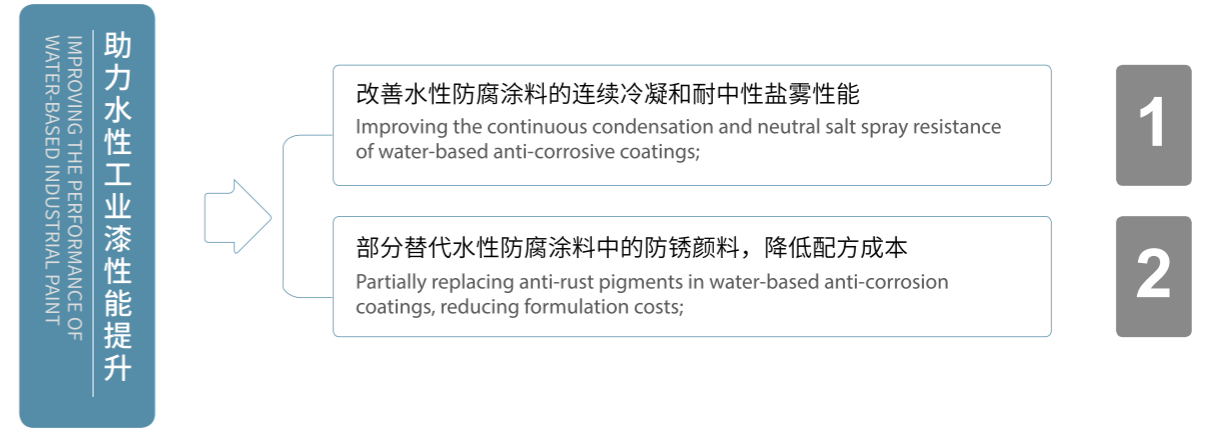 助力水性工业漆性能提升
IMPROVING THE PERFORMANCE OF
WATER-BASED INDUSTRIAL PAINT
改善水性防腐涂料的连续冷凝和耐中性盐雾性能
Improving the continuous condensation and neutral salt spray resistance
of water-based anti-corrosive coatings;
1
部分替代水性防腐涂料中的防锈颜料，降低配方成本
Partially replacing anti-rust pigments in water-based anti-corrosion
coatings, reducing formulation costs;
2